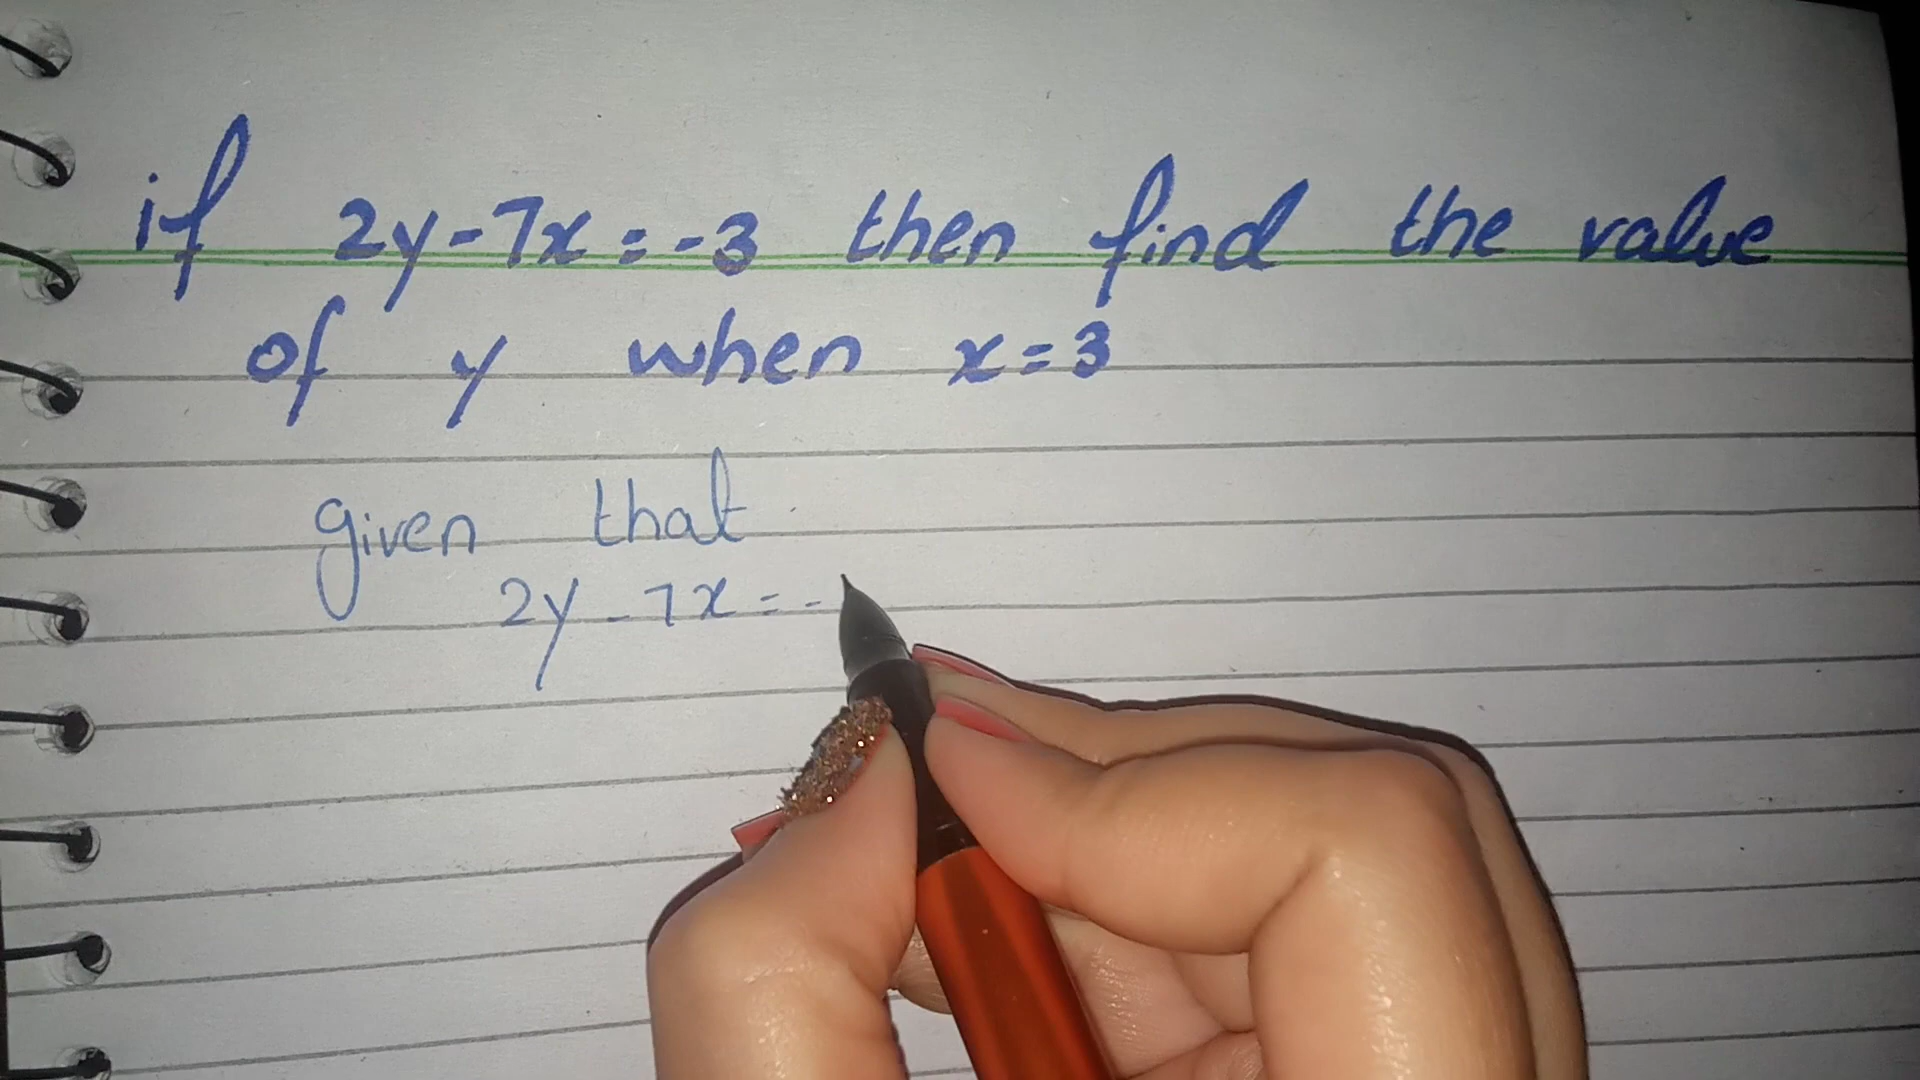 if 2y-7x=-3 then find the value
of y when x=3
given that
2y-7x=-